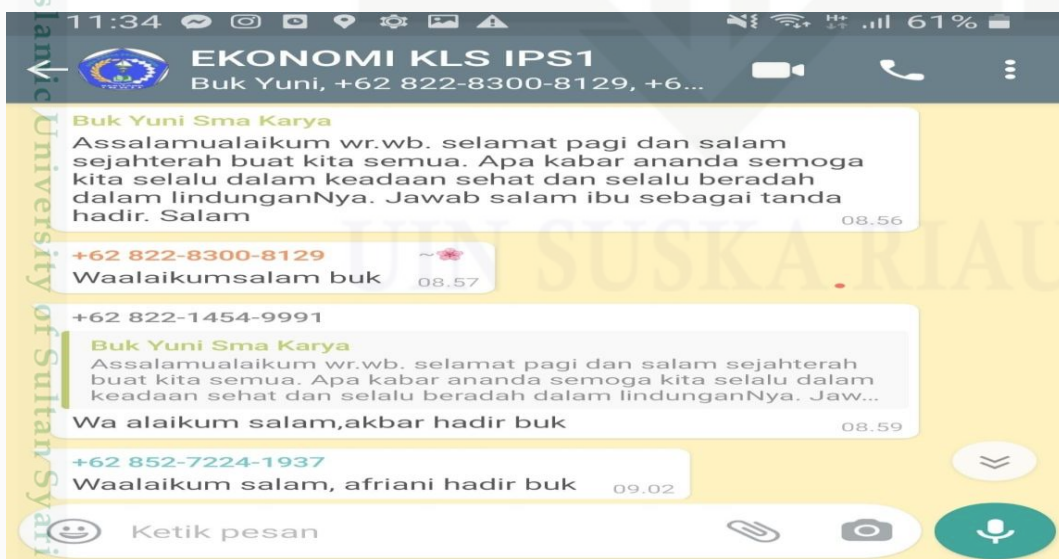 11:34
61%
EKONOMI KLS IPS1
Buk Yuni, +62 822-8300-8129, +6...
Buk Yuni Sma Karya
Assalamualaikum wr.wb. selamat pagi dan salam
sejahterah buat kita semua. Apa kabar ananda semoga
kita selalu dalam keadaan sehat dan selalu beradah
dalam lindunganNya. Jawab salam ibu sebagai tanda
hadir. Salam
08.56
+62 822-8300-8129 ~🌸
Waalaikumsalam buk 08.57
+62 822-1454-9991
Buk Yuni Sma Karya
Assalamualaikum wr.wb. selamat pagi dan salam sejahterah
buat kita semua. Apa kabar ananda semoga kita selalu dalam
keadaan sehat dan selalu beradah dalam lindunganNya. Jaw...
Wa alaikum salam,akbar hadir buk 08.59
+62 852-7224-1937
Waalaikum salam, afriani hadir buk 09.02
Ketik pesan
UIN SUSKA RIAU
slamic University of Sultan Syari